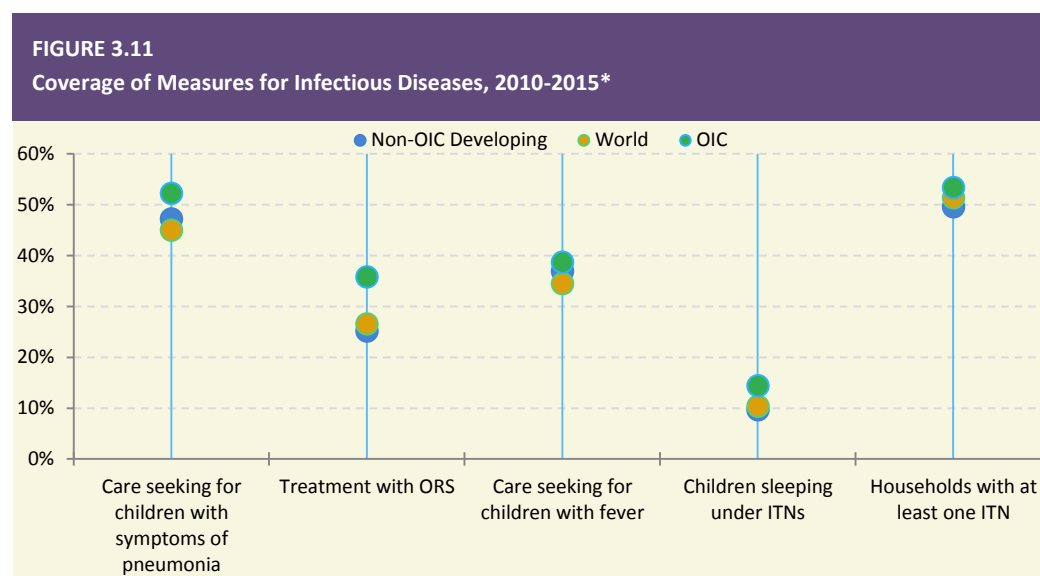 FIGURE 3.11
Coverage of Measures for Infectious Diseases, 2010-2015*
Non-OIC Developing World OIC
60%
50%
40%
30%
20%
10%
0%
Care seeking for
children with
symptoms of
pneumonia
Treatment with ORS
Care seeking for
children with fever
Children sleeping
under ITNs
Households with at
least one ITN